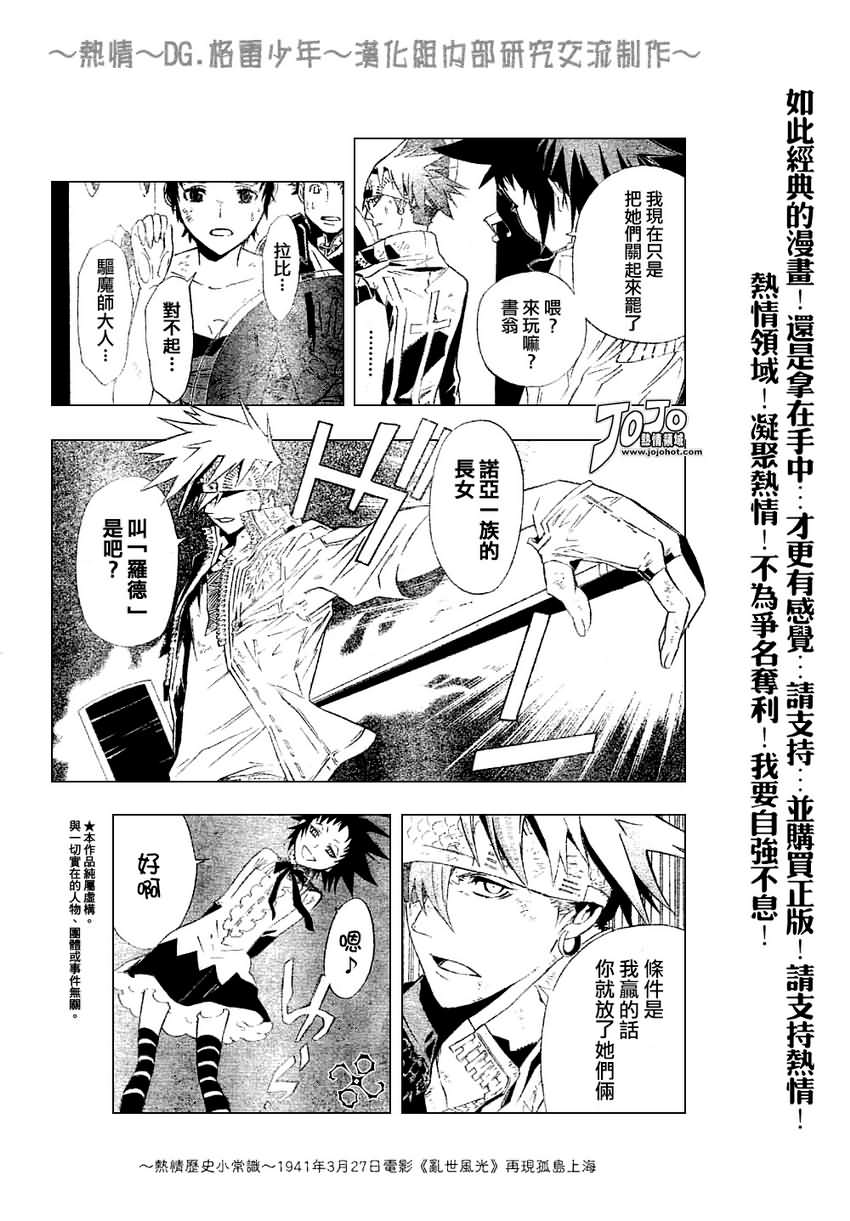 ～熱情～DG.格雷少年～漢化組内部研究交流制作～
如此經典的漫畫！還是拿在手中…才更有感覺…請支持…並購買正版！請支持熱情！
熱情領域！凝聚熱情！不為爭名奪利！我要自強不息！
我現在只是
把她們關起來罷了
喂？
來玩嘛？
書翁
………
拉比…
對不起…
驅魔師大人…
JOJO
熱情領域
www.jojohot.com
ドドッ
諾亞一族的
長女
叫「羅德」
是吧？
條件是
我贏的話
你就放了她們倆
嗯♪
好啊
★本作品純屬虛構。
與一切實在的人物、團體或事件無關。
～熱情歷史小常識～1941年3月27日電影《亂世風光》再現孤島上海